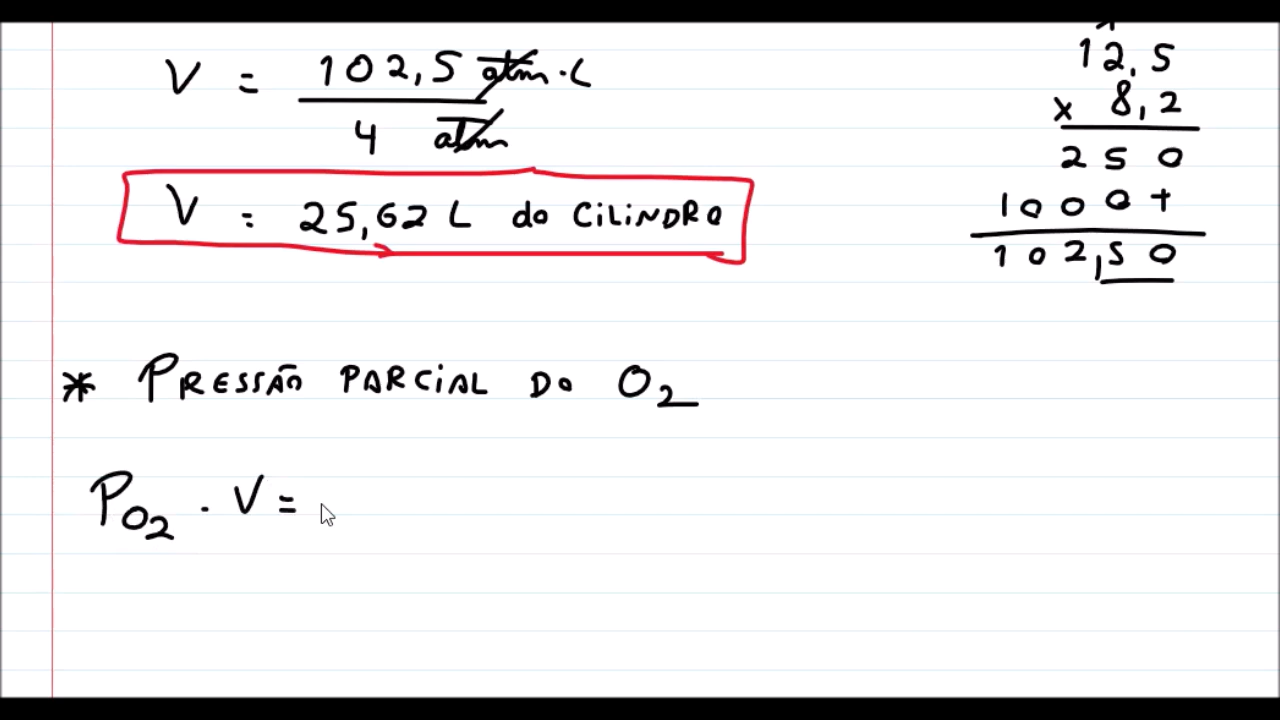 V = 102,5 atm·L
4 atm
V = 25,62 L do CILINDRO
12,5
x 8,2
250
1000+
102,50
* PRESSÃO PARCIAL DO O2
PO2 . V =